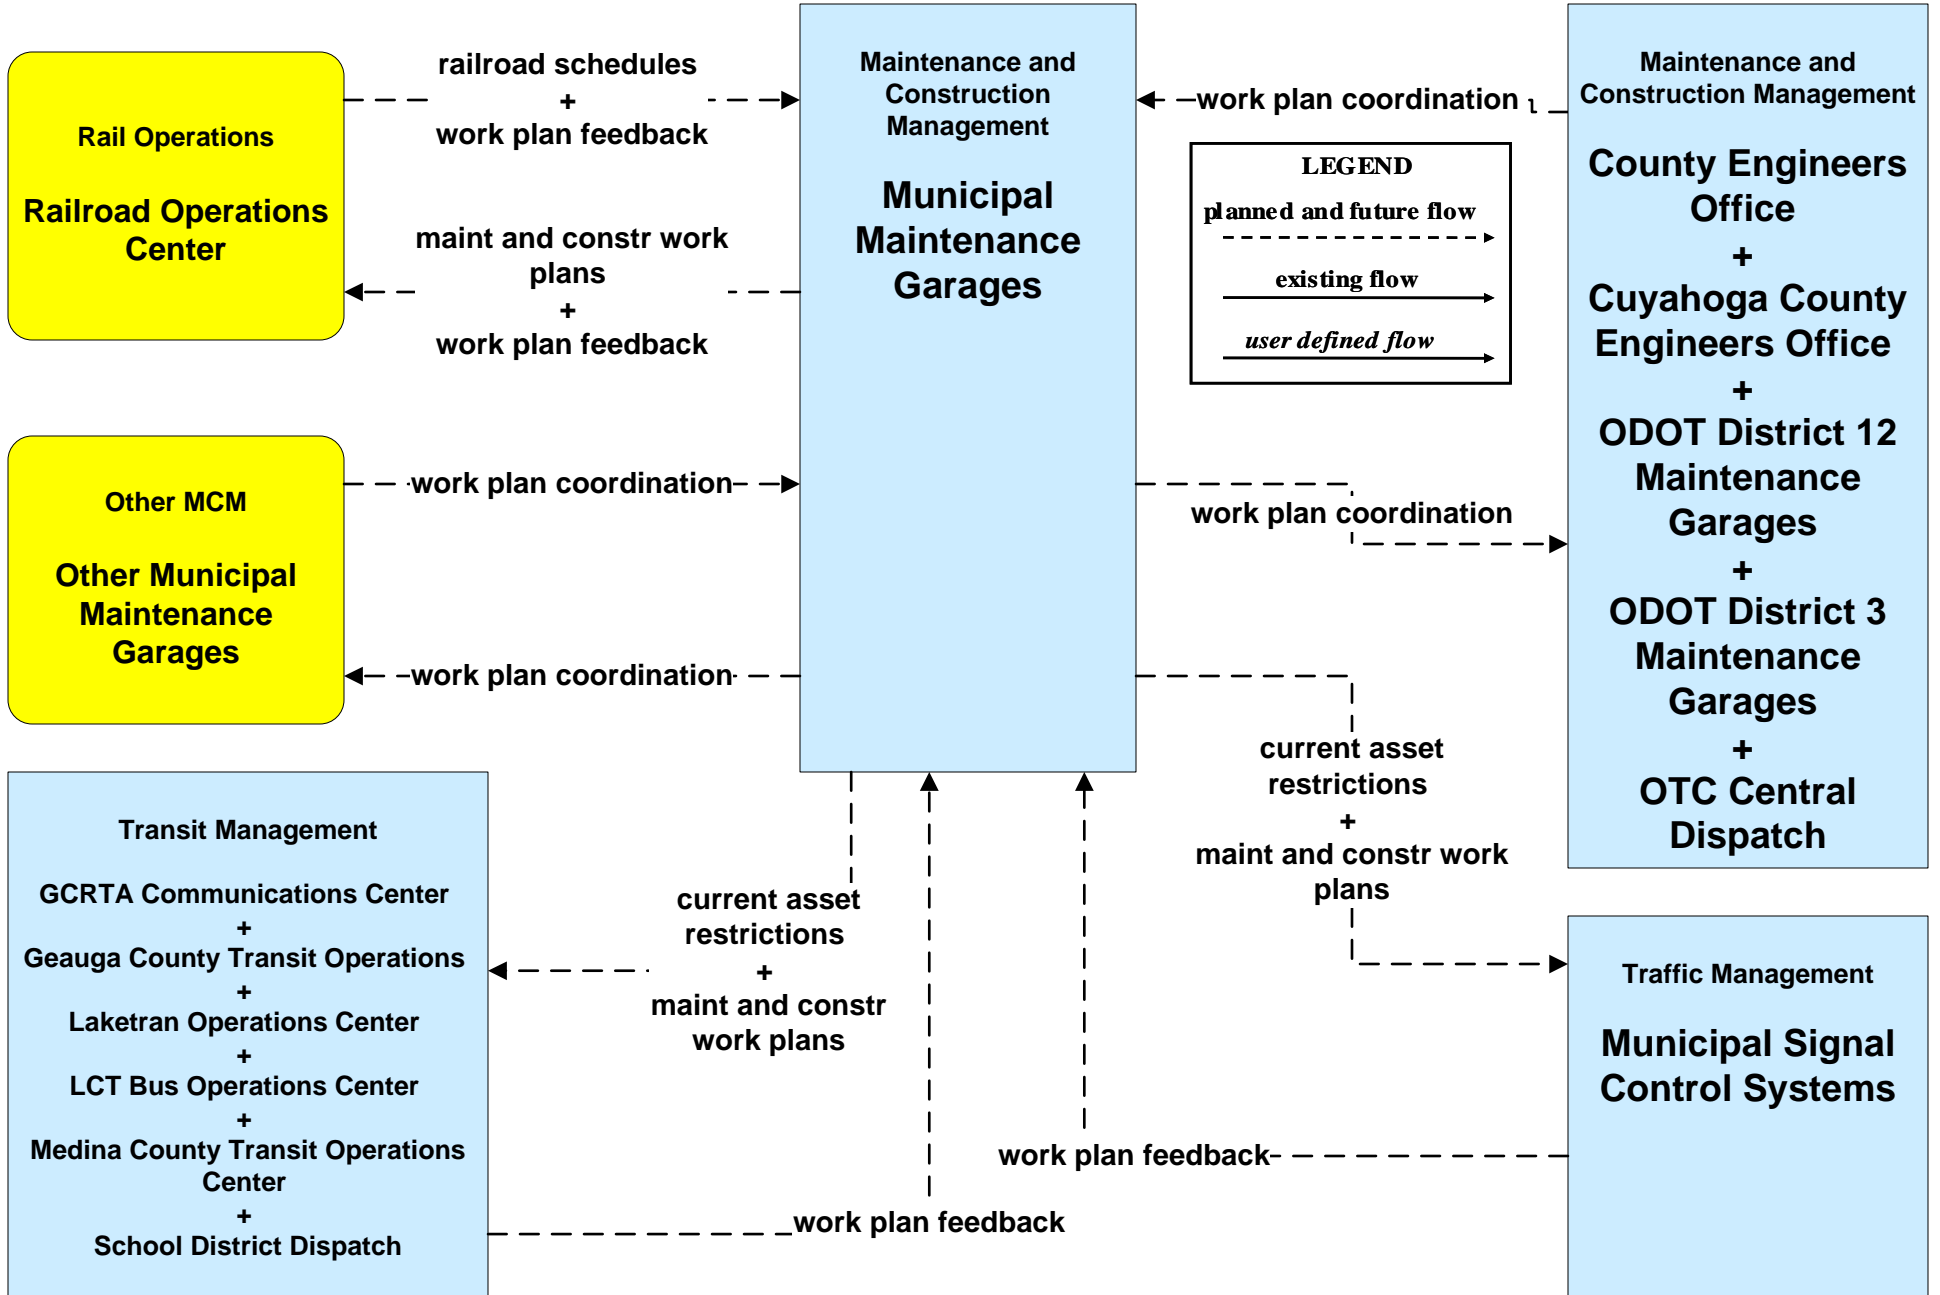 Rail Operations
Railroad Operations
Center
railroad schedules
+
work plan feedback
maint and constr work
plans
+
work plan feedback
Maintenance and
Construction
Management
Municipal
Maintenance
Garages
work plan coordination
LEGEND
planned and future flow
existing flow
user defined flow
Maintenance and
Construction Management
County Engineers
Office
+
Cuyahoga County
Engineers Office
+
ODOT District 12
Maintenance
Garages
+
ODOT District 3
Maintenance
Garages
+
OTC Central
Dispatch
Other MCM
Other Municipal
Maintenance
Garages
work plan coordination
work plan coordination
work plan coordination
current asset
restrictions
+
maint and constr work
plans
Transit Management
GCRTA Communications Center
+
Geauga County Transit Operations
+
Laketran Operations Center
+
LCT Bus Operations Center
+
Medina County Transit Operations
Center
+
School District Dispatch
current asset
restrictions
+
maint and constr
work plans
work plan feedback
work plan feedback
Traffic Management
Municipal Signal
Control Systems